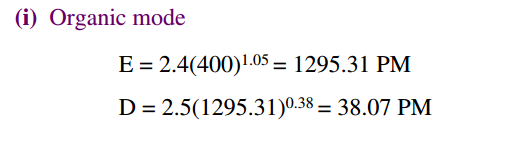 (i) Organic mode
E = 2.4(400)^1.05 = 1295.31 PM
D = 2.5(1295.31)^0.38 = 38.07 PM